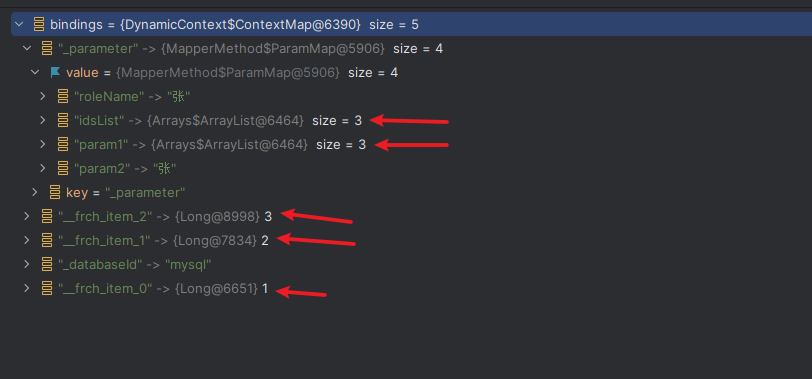 bindings = {DynamicContext$ContextMap@6390} size = 5
"_parameter" -> {MapperMethod$ParamMap@5906} size = 4
value = {MapperMethod$ParamMap@5906} size = 4
"roleName" -> "张"
"idsList" -> {Arrays$ArrayList@6464} size = 3
"param1" -> {Arrays$ArrayList@6464} size = 3
"param2" -> "张"
key = "_parameter"
"__frch_item_2" -> {Long@8998} 3
"__frch_item_1" -> {Long@7834} 2
"_databaseId" -> "mysql"
"__frch_item_0" -> {Long@6651} 1